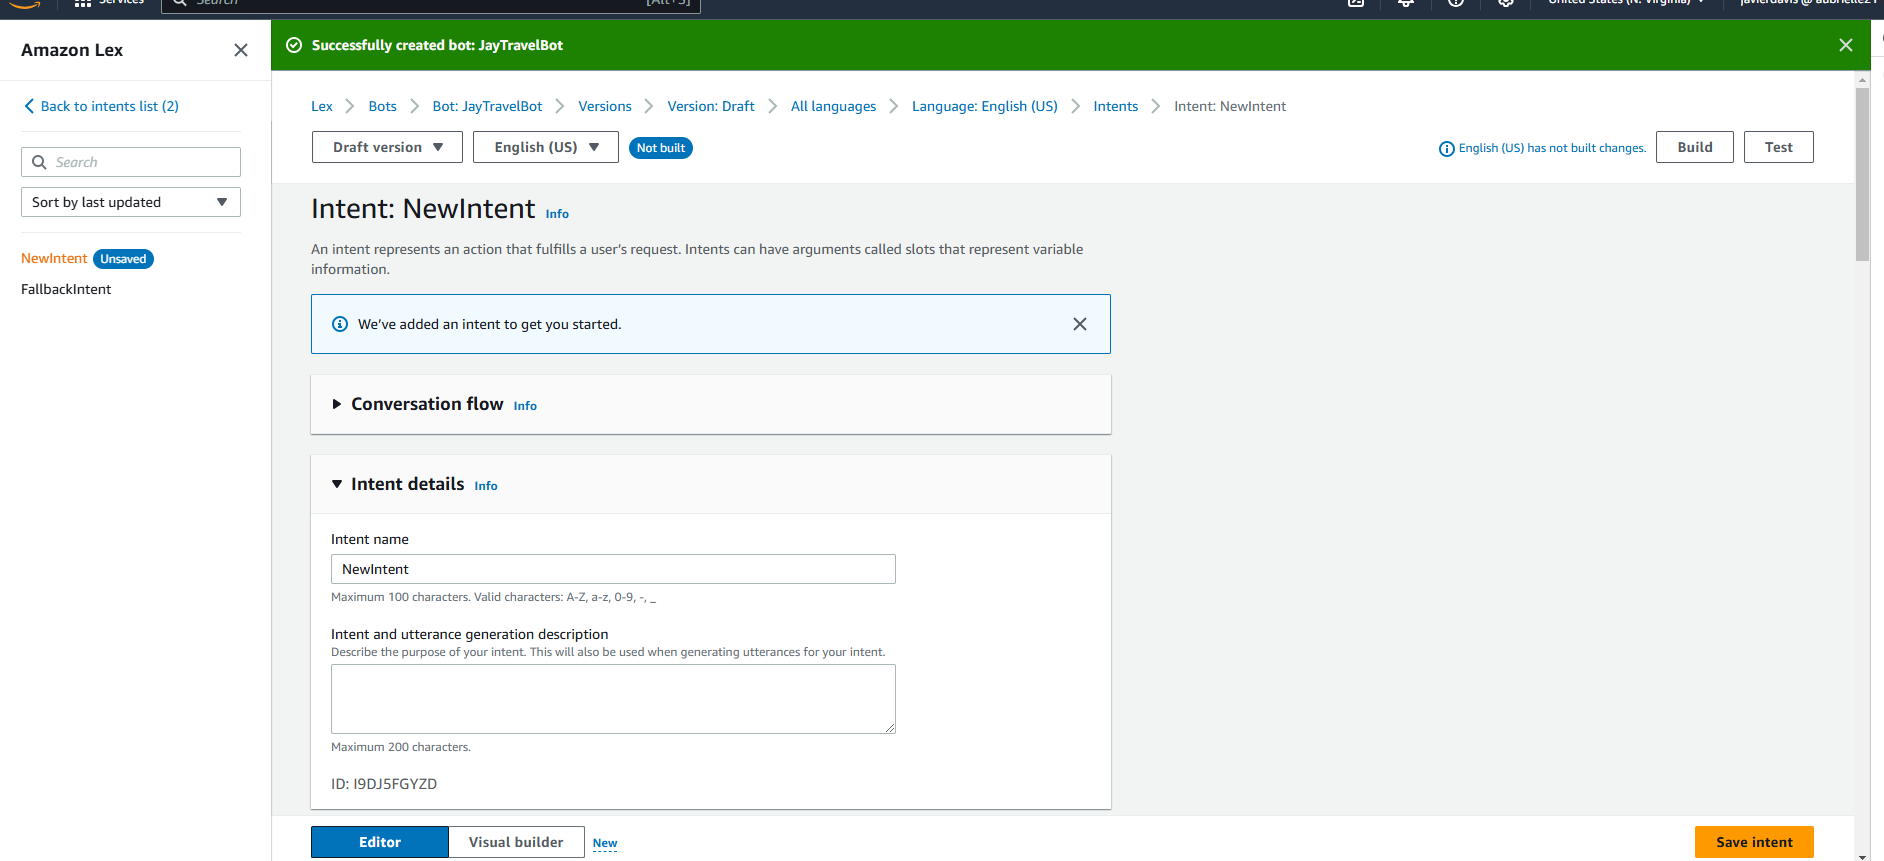 Services
Search
[Alt+S]
United States (N. Virginia)
Amazon Lex
Successfully created bot: JayTravelBot
Back to intents list (2)
Lex
Bots
Bot: JayTravelBot
Versions
Version: Draft
All languages
Language: English (US)
Intents
Intent: NewIntent
Search
Draft version
English (US)
Not built
English (US) has not built changes.
Build
Test
Sort by last updated
Intent: NewIntent Info
An intent represents an action that fulfills a user's request. Intents can have arguments called slots that represent variable
information.
NewIntent Unsaved
FallbackIntent
We've added an intent to get you started.
Conversation flow Info
Intent details Info
Intent name
NewIntent
Maximum 100 characters. Valid characters: A-Z, a-z, 0-9, -, _
Intent and utterance generation description
Describe the purpose of your intent. This will also be used when generating utterances for your intent.
Maximum 200 characters.
ID: I9DJ5FGYZD
Editor
Visual builder
New
Save intent